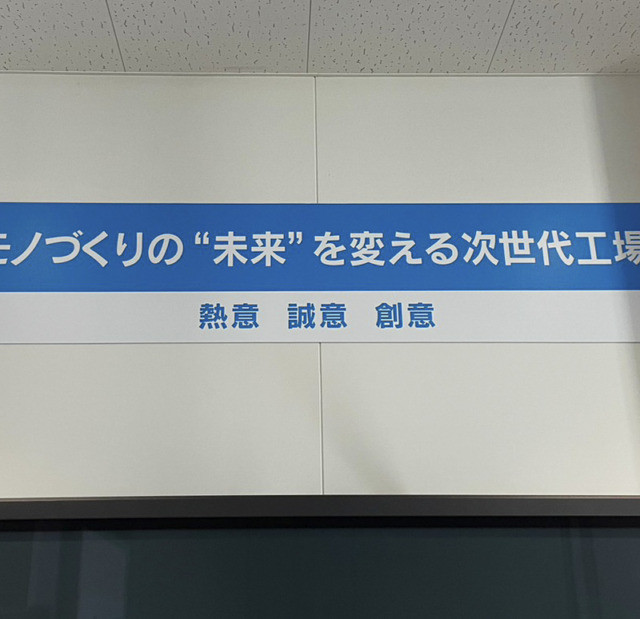 モノづくりの“未来”を変える次世代工場
熱意 誠意 創意